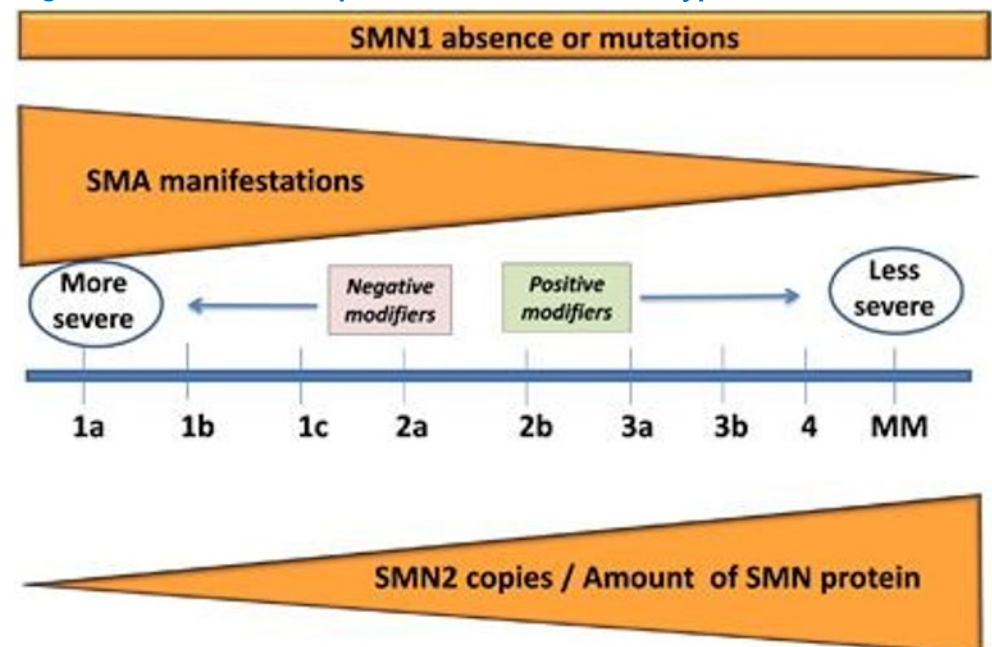 SMN1 absence or mutations
SMA manifestations
More
severe
Negative
modifiers
Positive
modifiers
Less
severe
1a 1b 1c 2a 2b 3a 3b 4 MM
SMN2 copies / Amount of SMN protein